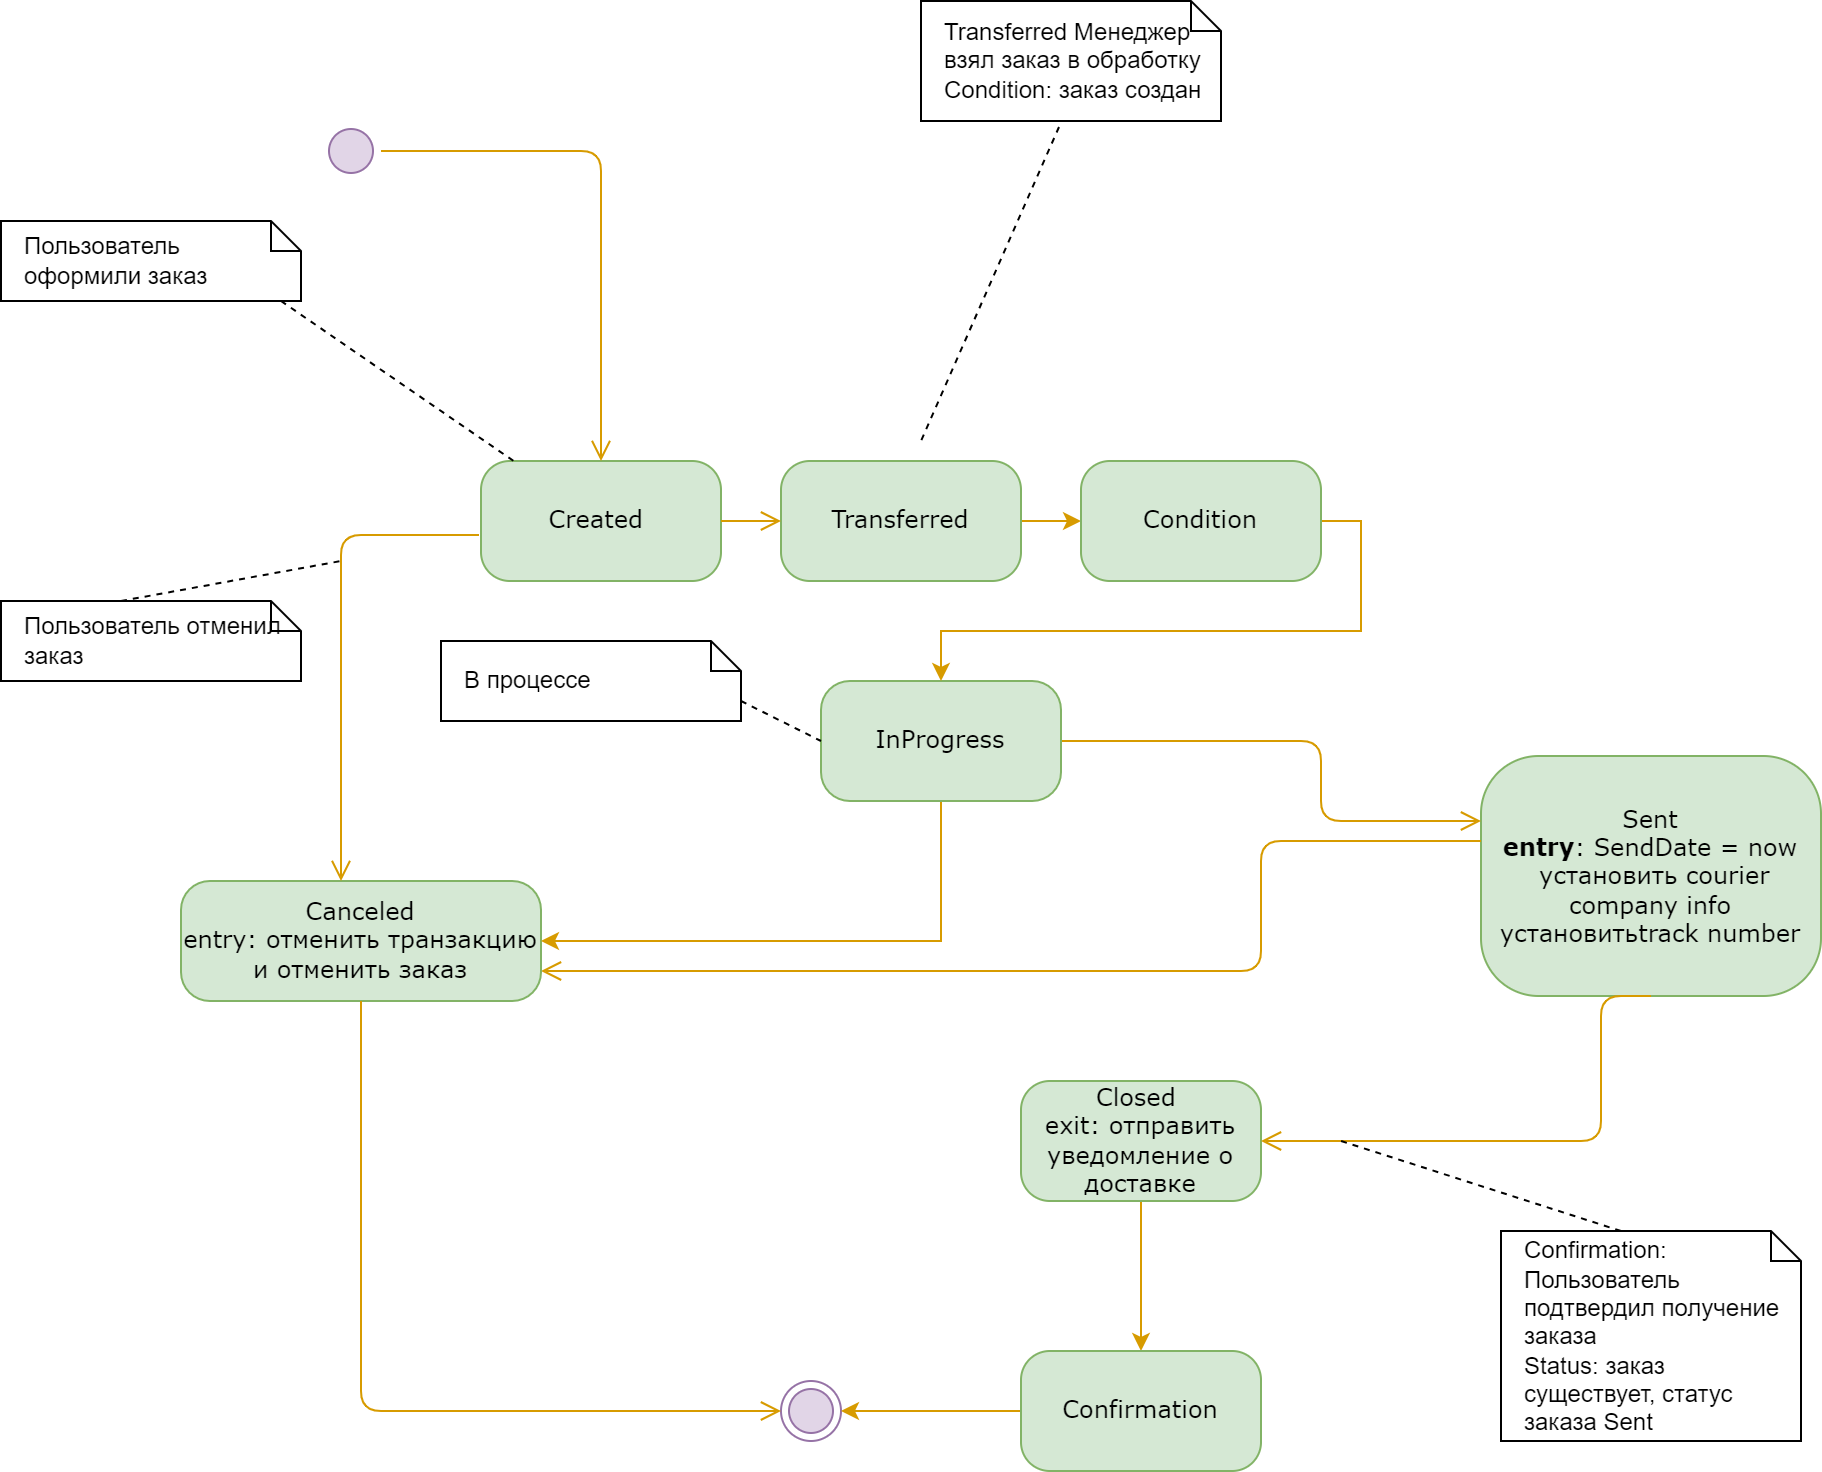 Transferred Менеджер
взял заказ в обработку
Condition: заказ создан
Пользователь
оформили заказ
Created
Transferred
Condition
Пользователь отменил
заказ
В процессе
InProgress
Sent
entry: SendDate = now
установить courier
company info
установитьtrack number
Canceled
entry: отменить транзакцию
и отменить заказ
Closed
exit: отправить
уведомление о
доставке
Confirmation:
Пользователь
подтвердил получение
заказа
Status: заказ
существует, статус
заказа Sent
Confirmation